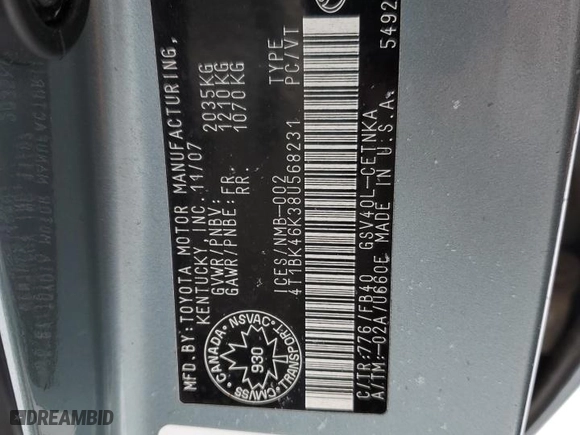 MFD.BY:TOYOTA MOTOR MANUFACTURING,
KENTUCKY, INC. 11/07
GVWR/PNBV: 2035KG
GAWR/PNBE: FR. 1210KG
RR. 1070KG
ICES/NMB-002 TYPE
4T1BK46K38U568231 PC/VT
CANADA
NSVAC
930
CMVSS
TRANSPORT
C/TR:776/FB40 GSV40L-CETNKA
A/TM:-02A/U660E MADE IN U.S.A.
5492
DREAMBID